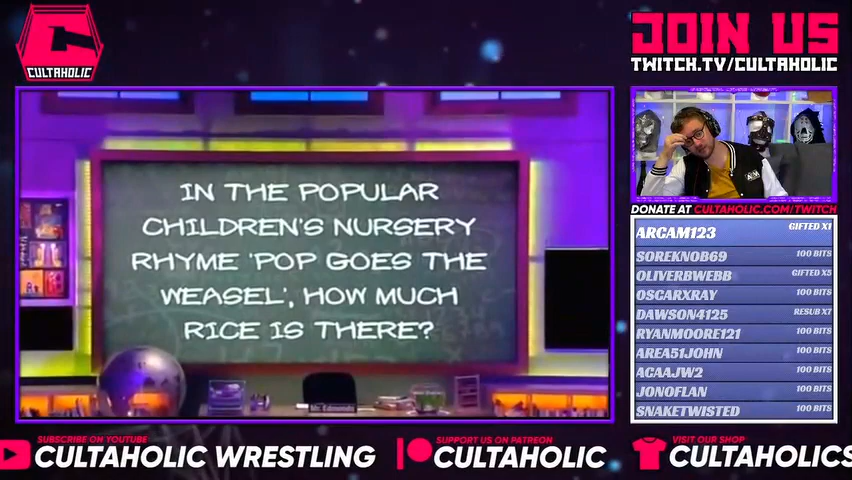 CULTAHOLIC
JOIN US
TWITCH.TV/CULTAHOLIC
IN THE POPULAR
CHILDREN'S NURSERY
RHYME 'POP GOES THE
WEASEL', HOW MUCH
RICE IS THERE?
DONATE AT CULTAHOLIC.COM/TWITCH
ARCAM123 GIFTED X1
SOREKNOB69 100 BITS
OLIVERBWEBB GIFTED X5
OSCARXRAY 100 BITS
DAWSON4125 RESUB X7
RYANMOORE121 100 BITS
AREA51JOHN 100 BITS
ACAAJW2 100 BITS
JONOFLAN 100 BITS
SNAKETWISTED 100 BITS
SUBSCRIBE ON YOUTUBE
CULTAHOLIC WRESTLING
SUPPORT US ON PATREON
CULTAHOLIC
VISIT OUR SHOP
CULTAHOLICS